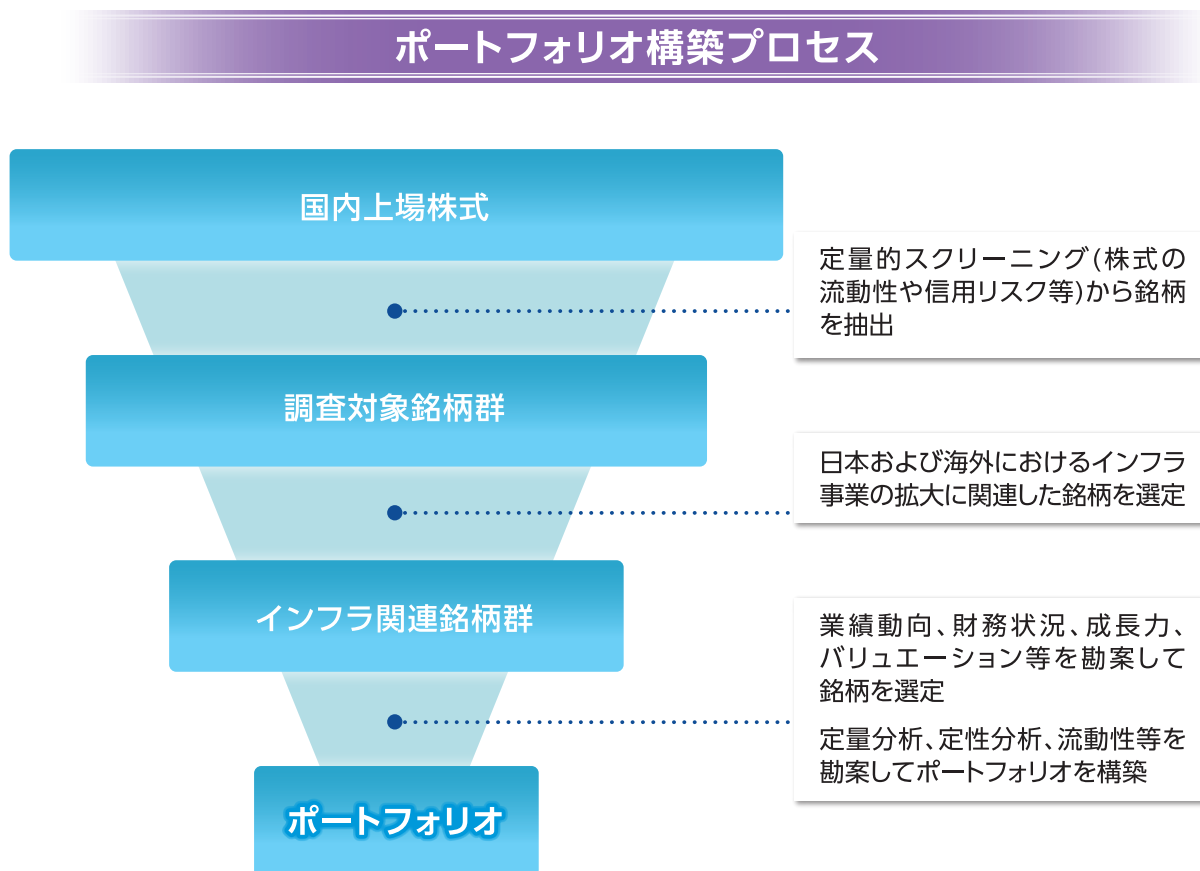 ポートフォリオ構築プロセス
国内上場株式
定量的スクリーニング(株式の
流動性や信用リスク等)から銘柄
を抽出
調査対象銘柄群
日本および海外におけるインフラ
事業の拡大に関連した銘柄を選定
インフラ関連銘柄群
業績動向、財務状況、成長力、
バリュエーション等を勘案して
銘柄を選定
定量分析、定性分析、流動性等を
勘案してポートフォリオを構築
ポートフォリオ